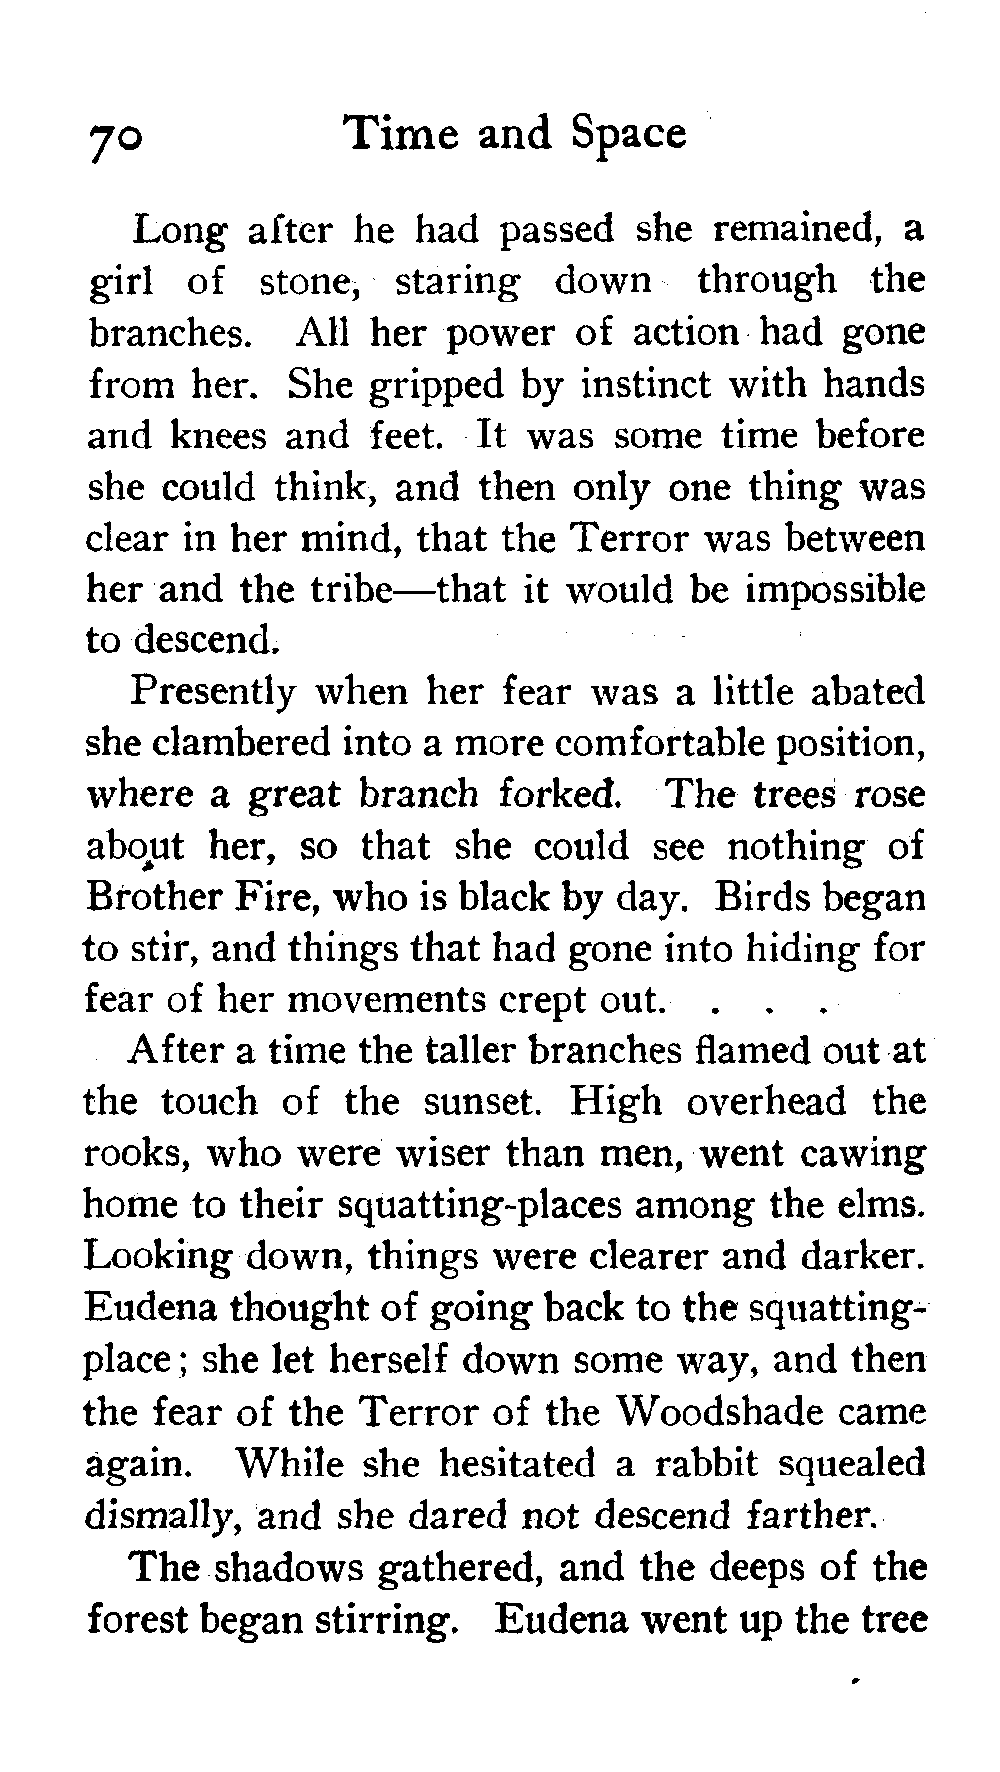 70 Time and Space
Long after he had passed she remained, a
girl of stone, staring down through the
branches. All her power of action had gone
from her. She gripped by instinct with hands
and knees and feet. It was some time before
she could think, and then only one thing was
clear in her mind, that the Terror was between
her and the tribe—that it would be impossible
to descend.
Presently when her fear was a little abated
she clambered into a more comfortable position,
where a great branch forked. The trees rose
about her, so that she could see nothing of
Brother Fire, who is black by day. Birds began
to stir, and things that had gone into hiding for
fear of her movements crept out. . . .
After a time the taller branches flamed out at
the touch of the sunset. High overhead the
rooks, who were wiser than men, went cawing
home to their squatting-places among the elms.
Looking down, things were clearer and darker.
Eudena thought of going back to the squatting-
place; she let herself down some way, and then
the fear of the Terror of the Woodshade came
again. While she hesitated a rabbit squealed
dismally, and she dared not descend farther.
The shadows gathered, and the deeps of the
forest began stirring. Eudena went up the tree